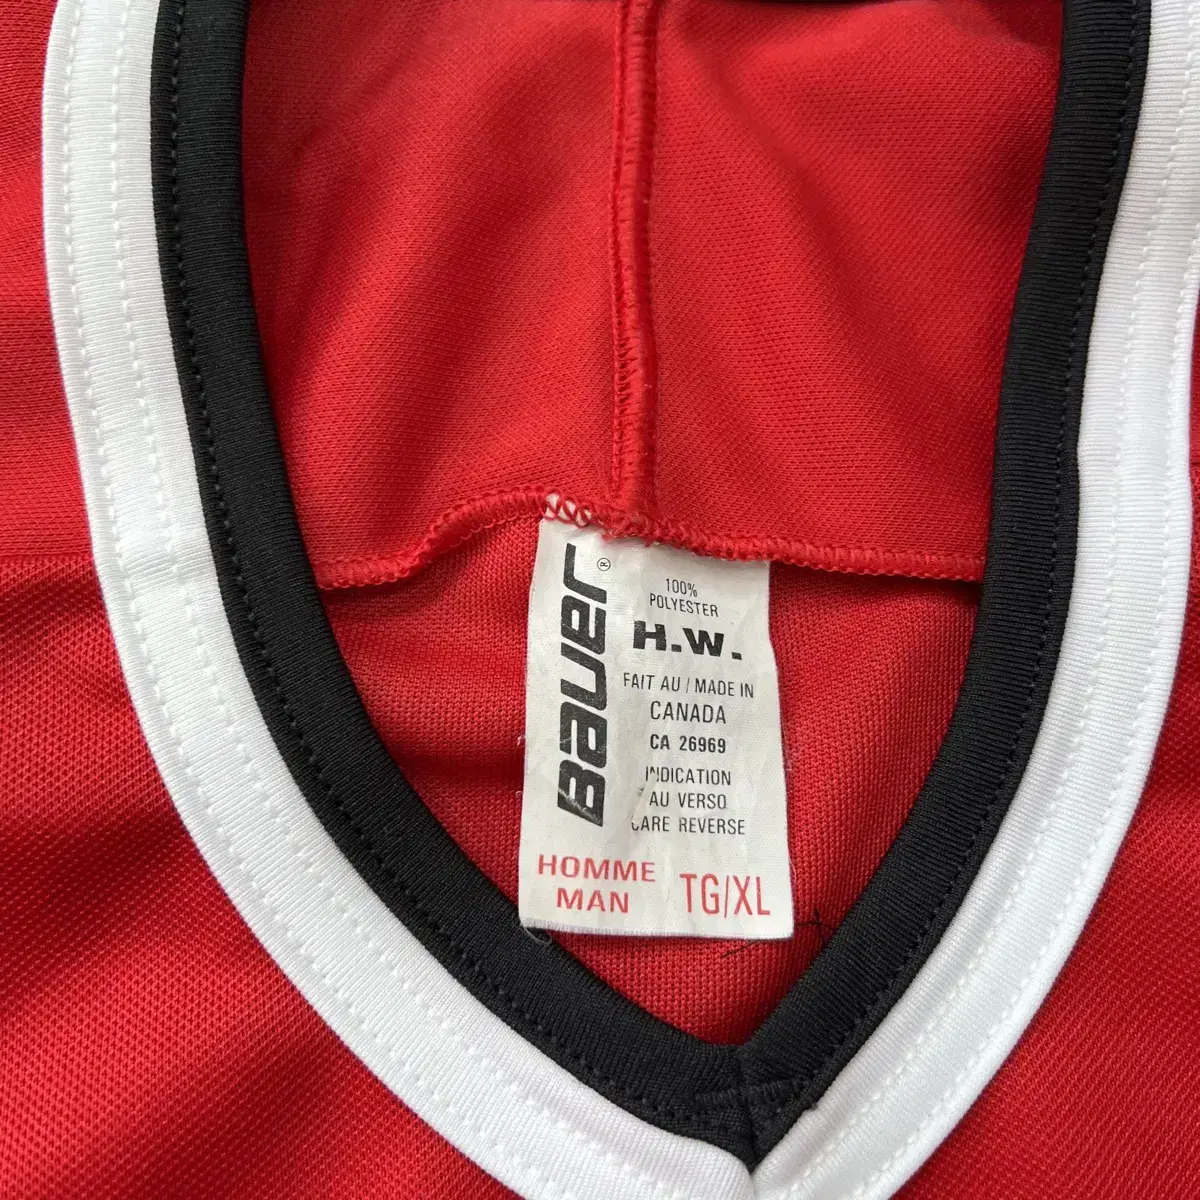 Bauer®
100%
POLYESTER
H.W.
FAIT AU / MADE IN
CANADA
CA 26969
INDICATION
AU VERSO
CARE REVERSE
HOMME
MAN
TG/XL